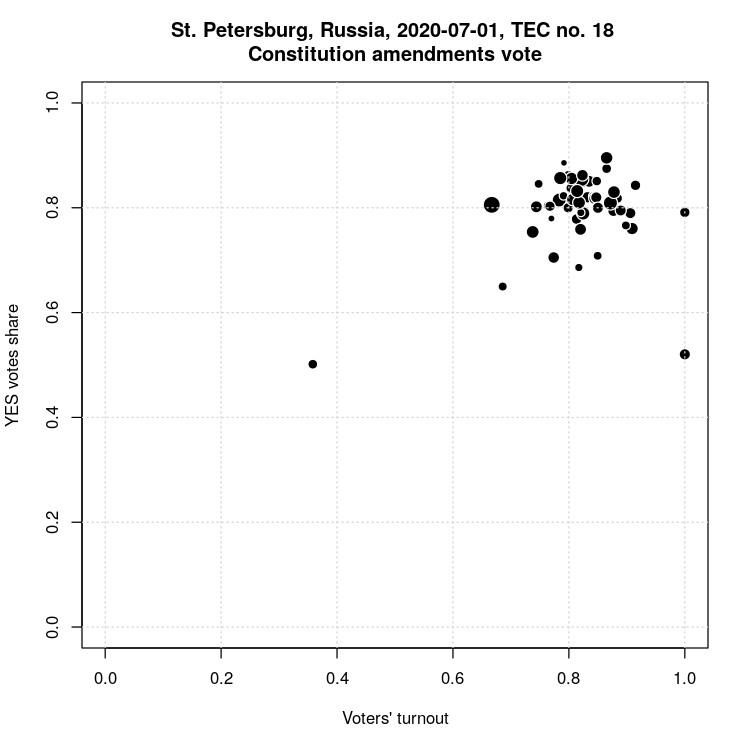 St. Petersburg, Russia, 2020-07-01, TEC no. 18
Constitution amendments vote
YES votes share
1.0
0.8
0.6
0.4
0.2
0.0
0.0 0.2 0.4 0.6 0.8 1.0
Voters' turnout